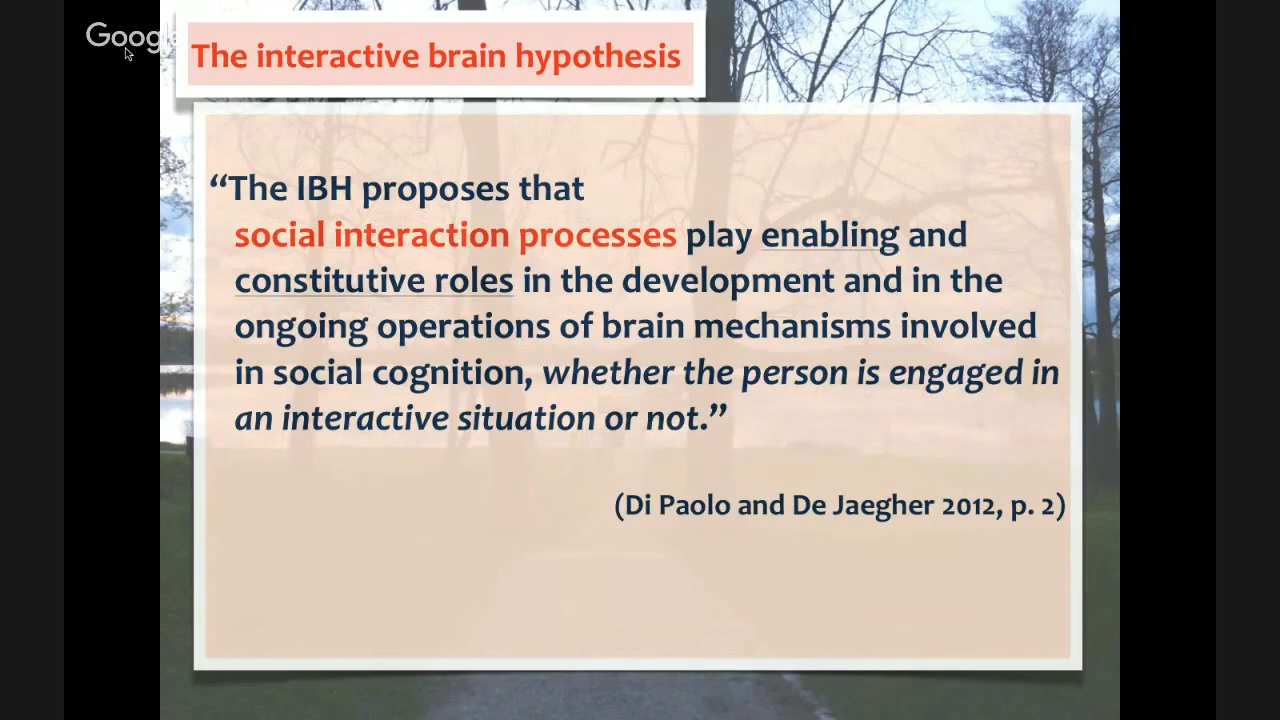 Google
The interactive brain hypothesis
“The IBH proposes that
social interaction processes play enabling and
constitutive roles in the development and in the
ongoing operations of brain mechanisms involved
in social cognition, whether the person is engaged in
an interactive situation or not.”
(Di Paolo and De Jaegher 2012, p. 2)